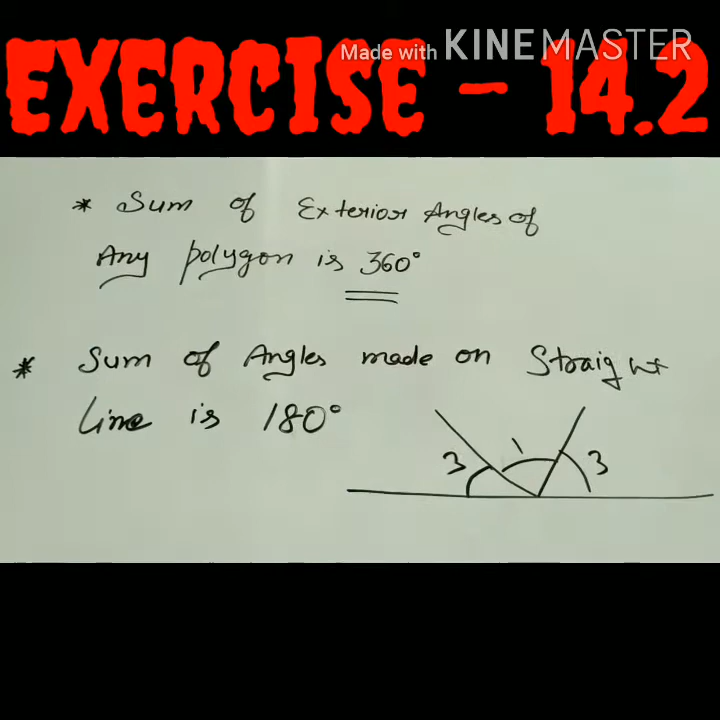 EXERCISE - 14.2
Made with KINEMASTER
* Sum of Exterior Angles of
Any polygon is 360°
* Sum of Angles made on Straight
Line is 180°
3 1 3